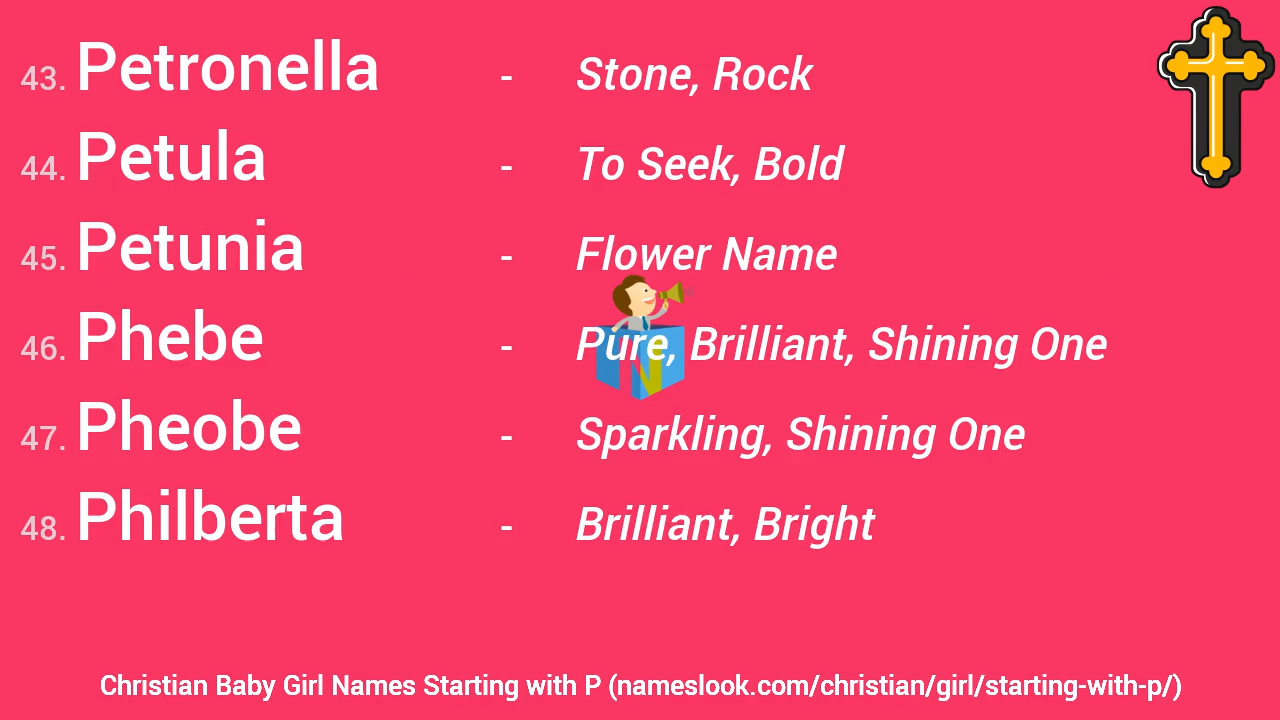 43. Petronella - Stone, Rock
44. Petula - To Seek, Bold
45. Petunia - Flower Name
46. Phebe - Pure, Brilliant, Shining One
47. Pheobe - Sparkling, Shining One
48. Philberta - Brilliant, Bright
N
Christian Baby Girl Names Starting with P (nameslook.com/christian/girl/starting-with-p/)